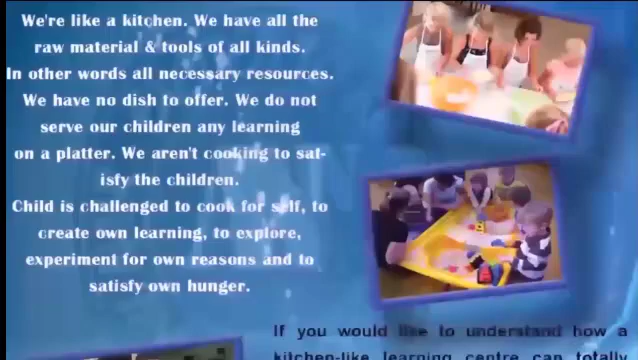 We're like a kitchen. We have all the
raw material & tools of all kinds.
In other words all necessary resources.
We have no dish to offer. We do not
serve our children any learning
on a platter. We aren't cooking to sat-
isfy the children.
Child is challenged to cook for self, to
create own learning, to explore,
experiment for own reasons and to
satisfy own hunger.
If you would like to understand how a
kitchen-like learning centre can totally